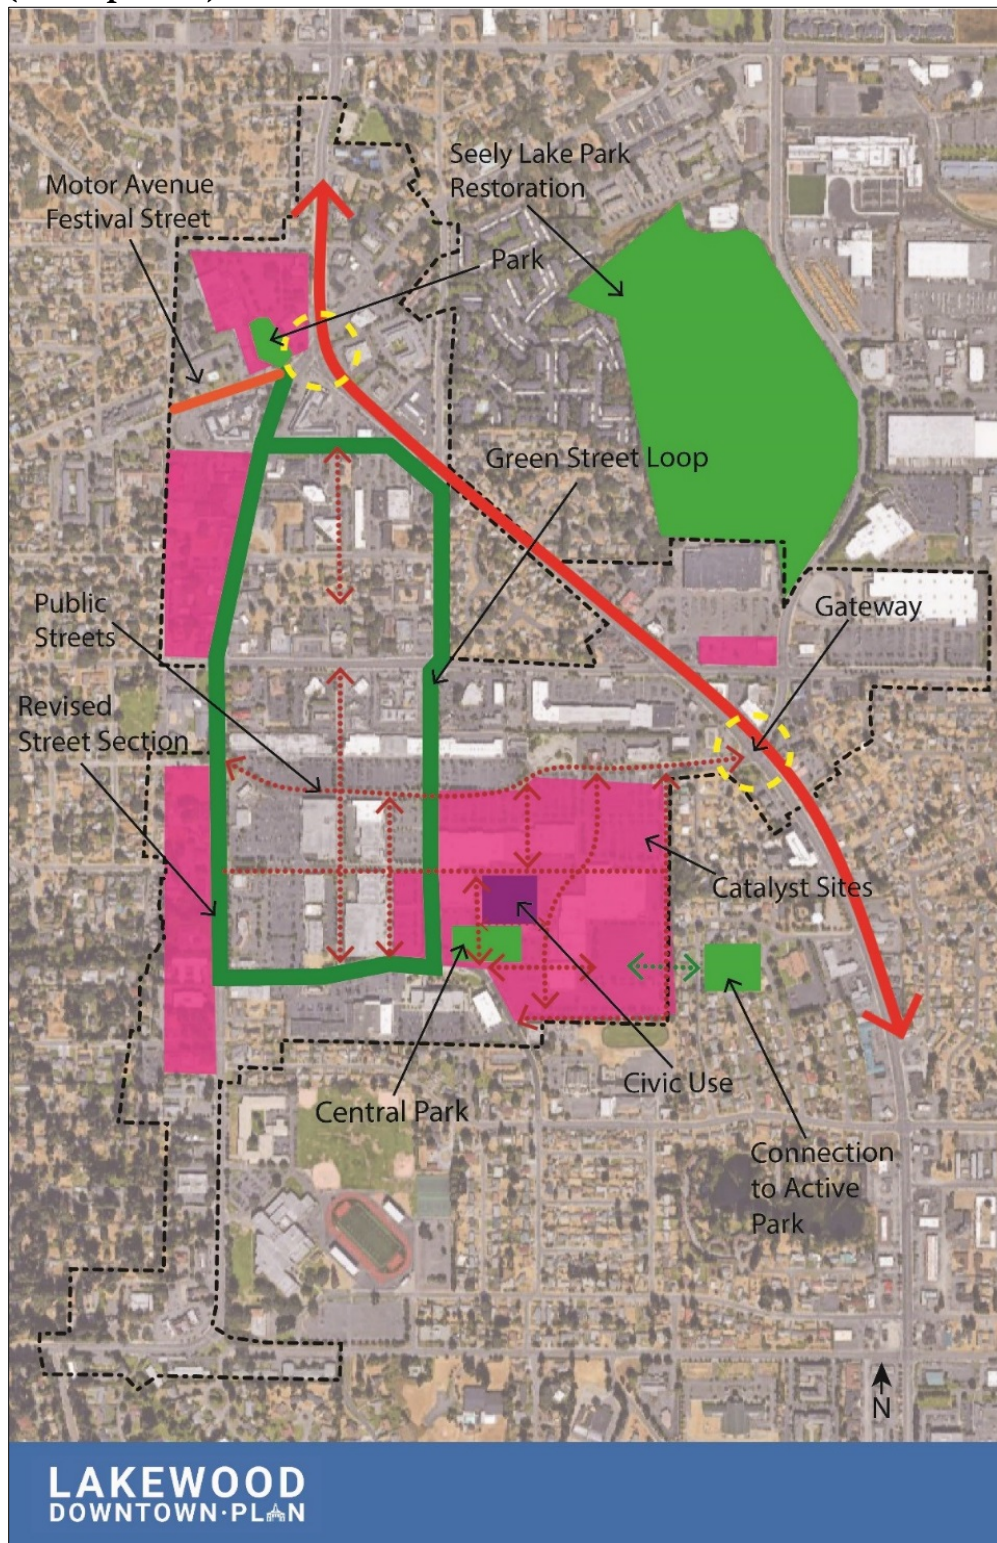 Seely Lake Park
Restoration
Motor Avenue
Festival Street
Park
Green Street Loop
Public
Streets
Gateway
Revised
Street Section
Catalyst Sites
Civic Use
Central Park
Connection
to Active
Park
N
LAKEWOOD
DOWNTOWN·PLAN